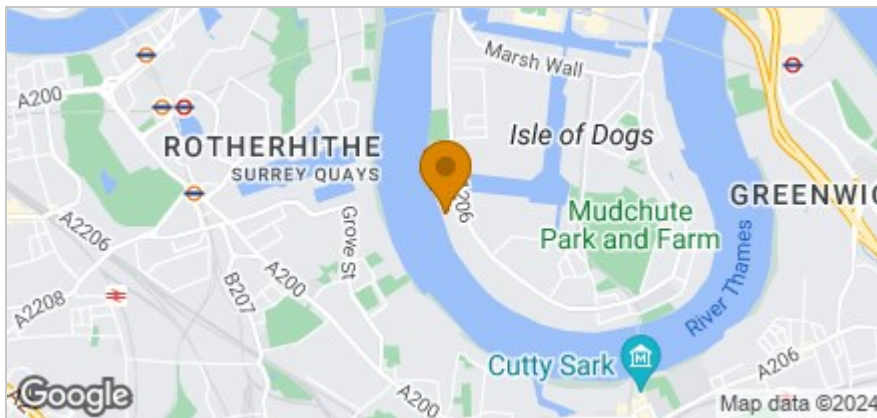 Marsh Wall
A200
Isle of Dogs
ROTHERHITHE
SURREY QUAYS
A1206
GREENWIC
Mudchute
Park and Farm
A2206
Grove St
River Thames
A200
B207
A2208
Cutty Sark
A206
A200
Google
Map data ©2024